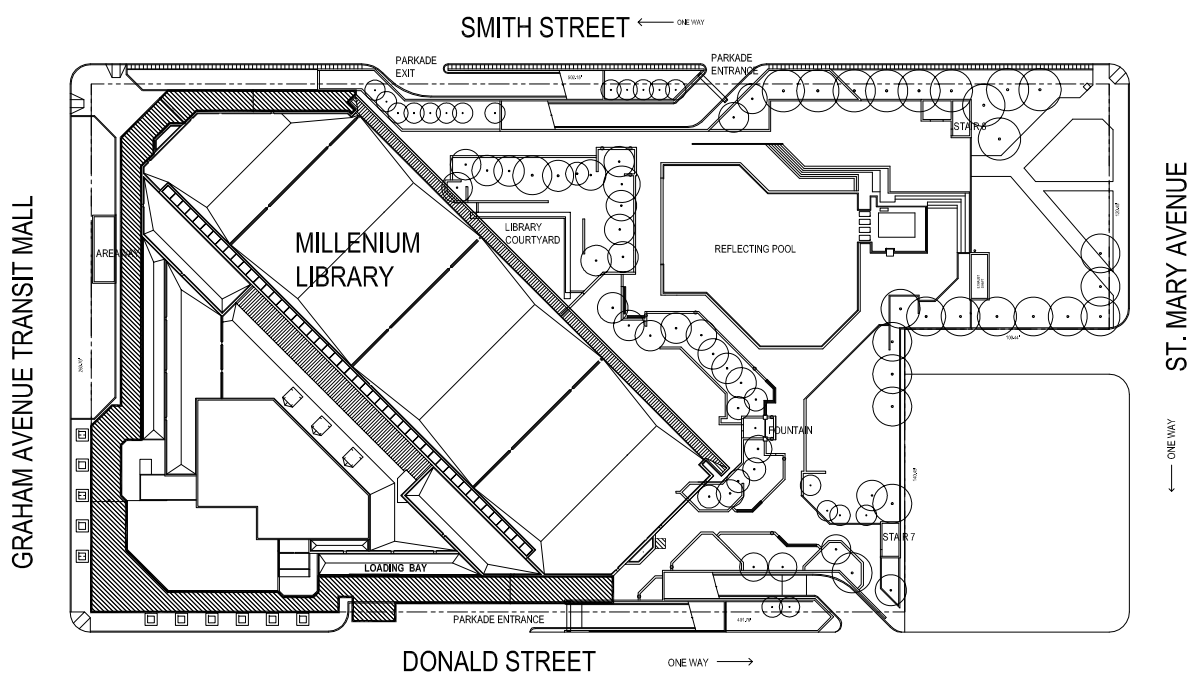 SMITH STREET
ONE WAY
PARKADE
EXIT
PARKADE
ENTRANCE
STAIR 8
ST. MARY AVENUE
ONE WAY
GRAHAM AVENUE TRANSIT MALL
AREAWAY
MILLENIUM
LIBRARY
LIBRARY
COURTYARD
REFLECTING POOL
FOUNTAIN
STAIR 7
LOADING BAY
PARKADE ENTRANCE
DONALD STREET
ONE WAY